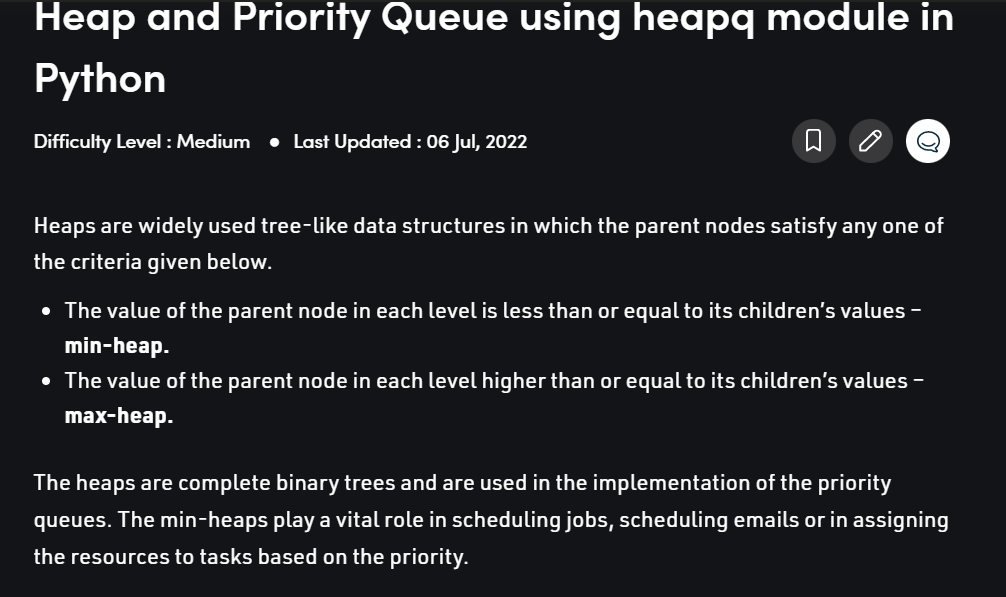 Heap and Priority Queue using heapq module in
Python
Difficulty Level : Medium ● Last Updated : 06 Jul, 2022
Heaps are widely used tree-like data structures in which the parent nodes satisfy any one of
the criteria given below.
• The value of the parent node in each level is less than or equal to its children’s values –
min-heap.
• The value of the parent node in each level higher than or equal to its children’s values –
max-heap.
The heaps are complete binary trees and are used in the implementation of the priority
queues. The min-heaps play a vital role in scheduling jobs, scheduling emails or in assigning
the resources to tasks based on the priority.